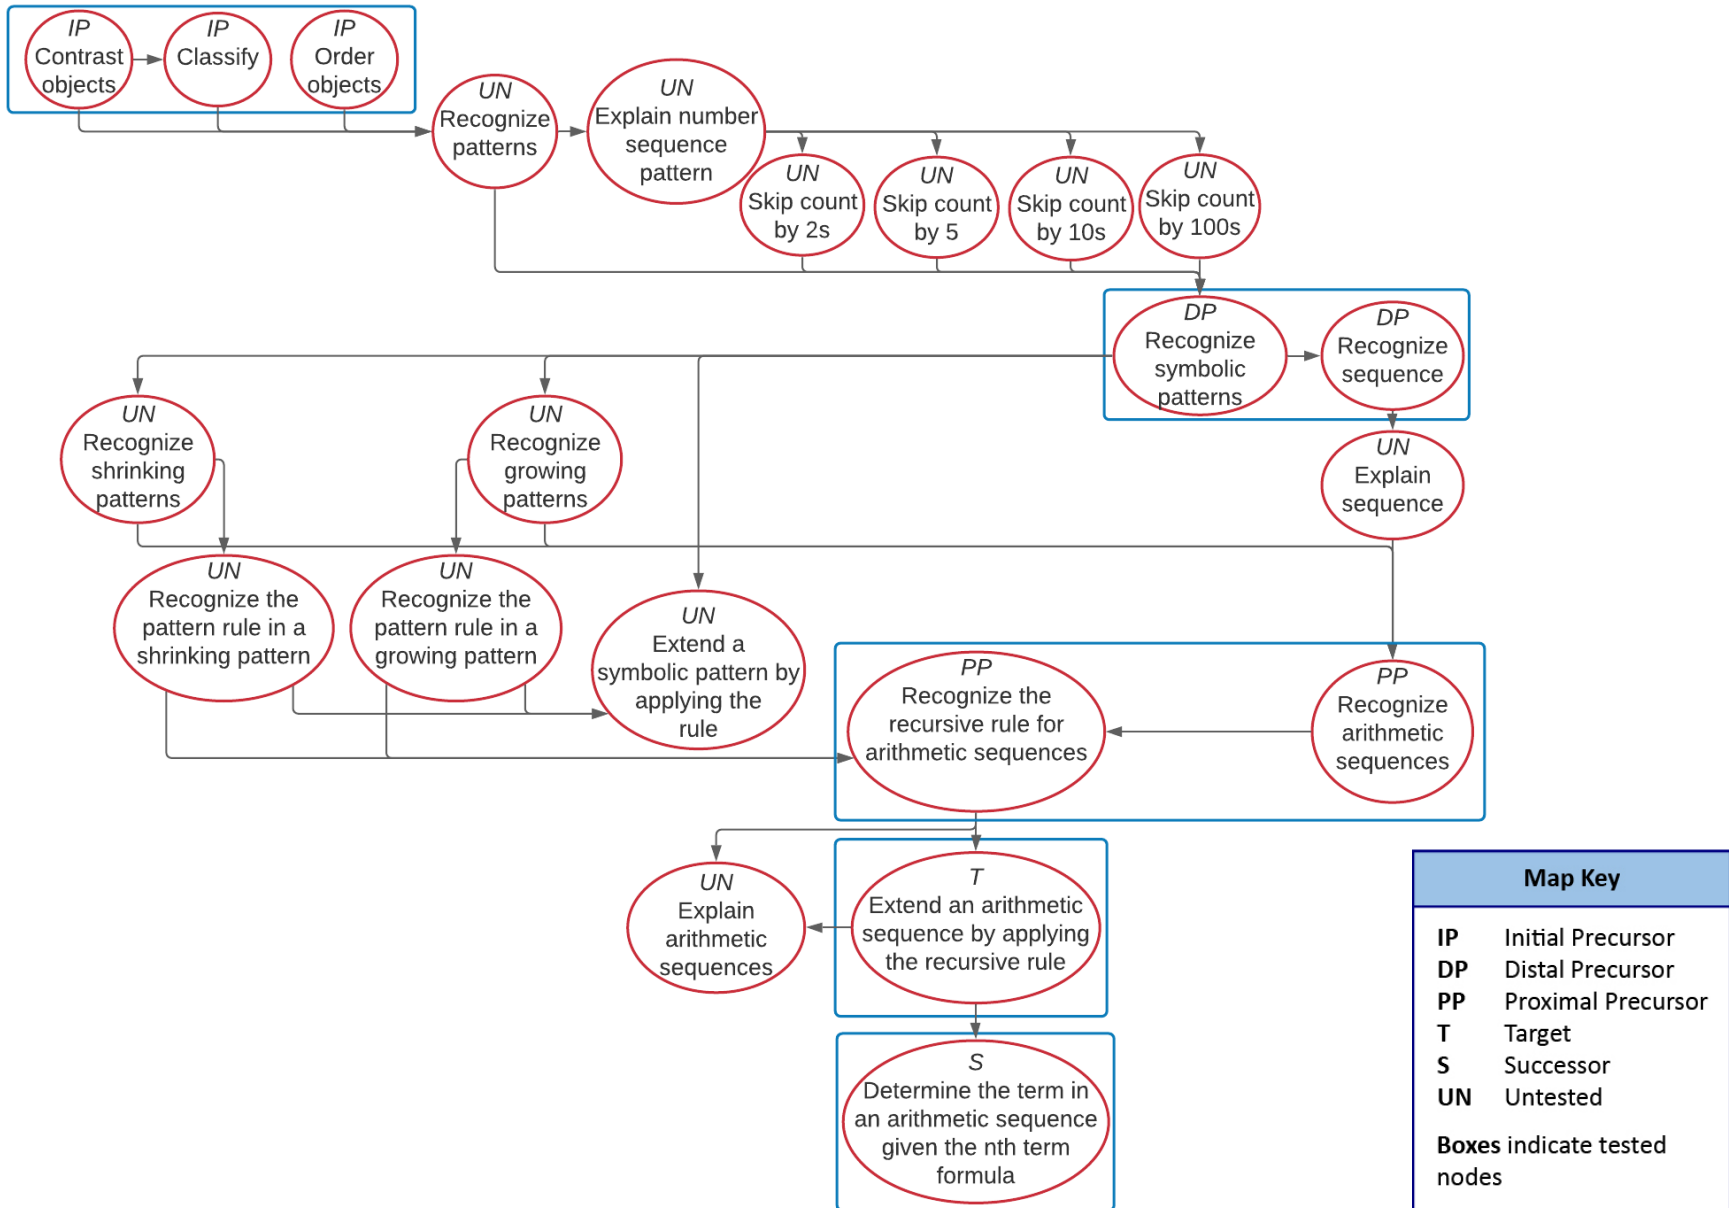 IP
Contrast
objects
IP
Classify
IP
Order
objects
UN
Recognize
patterns
UN
Explain number
sequence
pattern
UN
Skip count
by 2s
UN
Skip count
by 5
UN
Skip count
by 10s
UN
Skip count
by 100s
DP
Recognize
symbolic
patterns
DP
Recognize
sequence
UN
Recognize
shrinking
patterns
UN
Recognize
growing
patterns
UN
Explain
sequence
UN
Recognize the
pattern rule in a
shrinking pattern
UN
Recognize the
pattern rule in a
growing pattern
UN
Extend a
symbolic pattern by
applying the
rule
PP
Recognize the
recursive rule for
arithmetic sequences
PP
Recognize
arithmetic
sequences
UN
Explain
arithmetic
sequences
T
Extend an arithmetic
sequence by applying
the recursive rule
S
Determine the term in
an arithmetic sequence
given the nth term
formula
Map Key
IP Initial Precursor
DP Distal Precursor
PP Proximal Precursor
T Target
S Successor
UN Untested
Boxes indicate tested
nodes